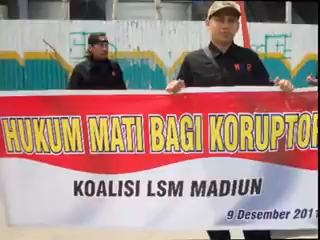 HUKUM MATI BAGI KORUPTOR
KOALISI LSM MADIUN
9 Desember 2011